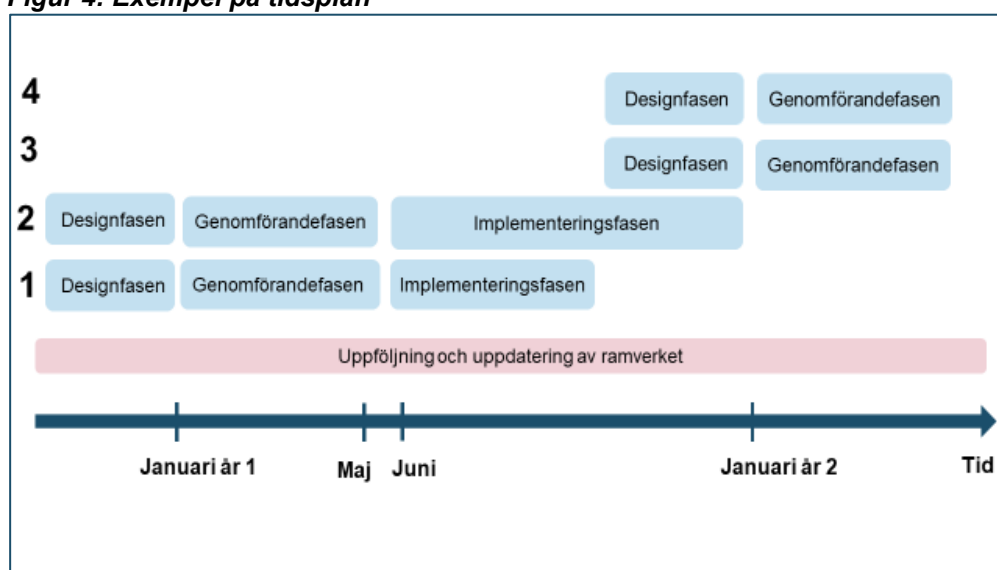 Figur 4. Exempel på tidsplan
4 Designfasen Genomförandefasen
3 Designfasen Genomförandefasen
2 Designfasen Genomförandefasen Implementeringsfasen
1 Designfasen Genomförandefasen Implementeringsfasen
Uppföljning och uppdatering av ramverket
Januari år 1 Maj Juni Januari år 2 Tid